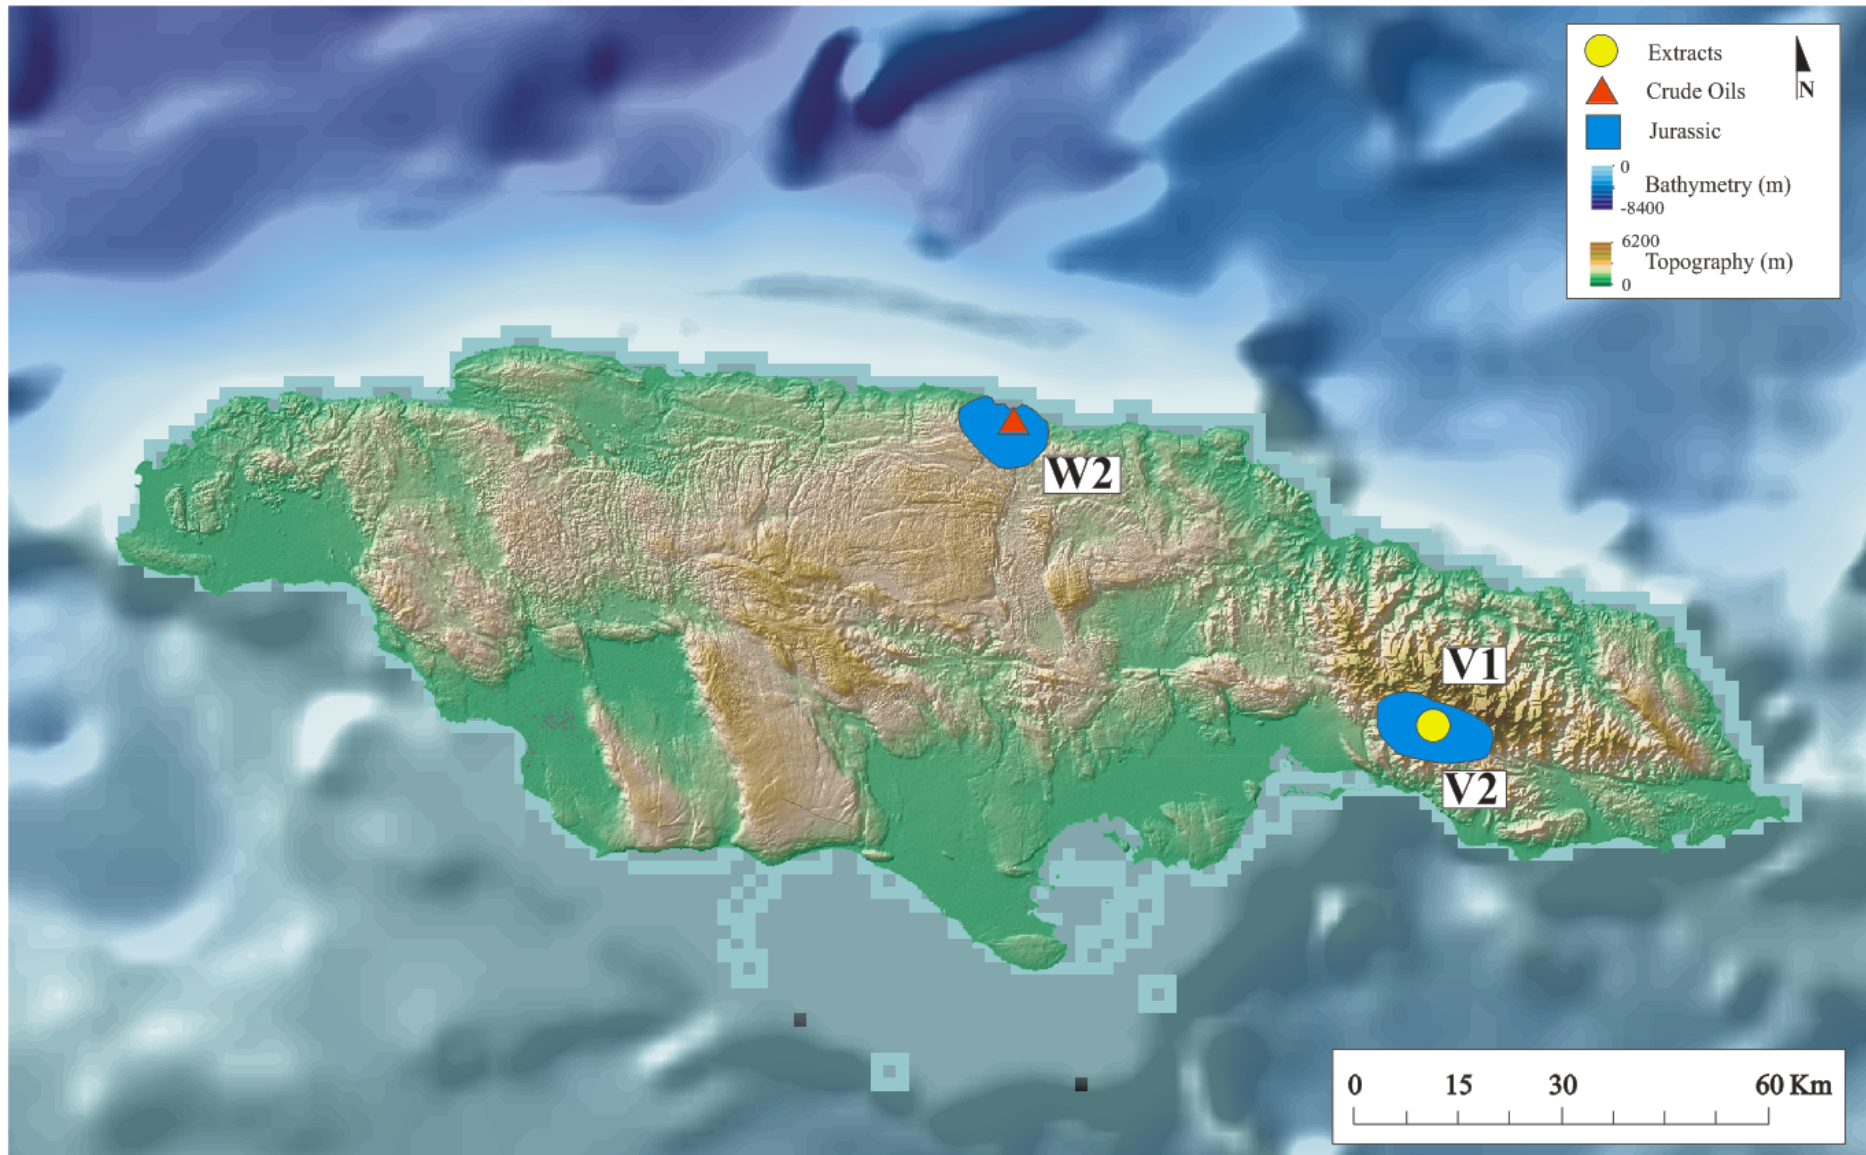 Extracts
Crude Oils
N
Jurassic
0
Bathymetry (m)
-8400
6200
Topography (m)
0
W2
V1
V2
0 15 30 60 Km